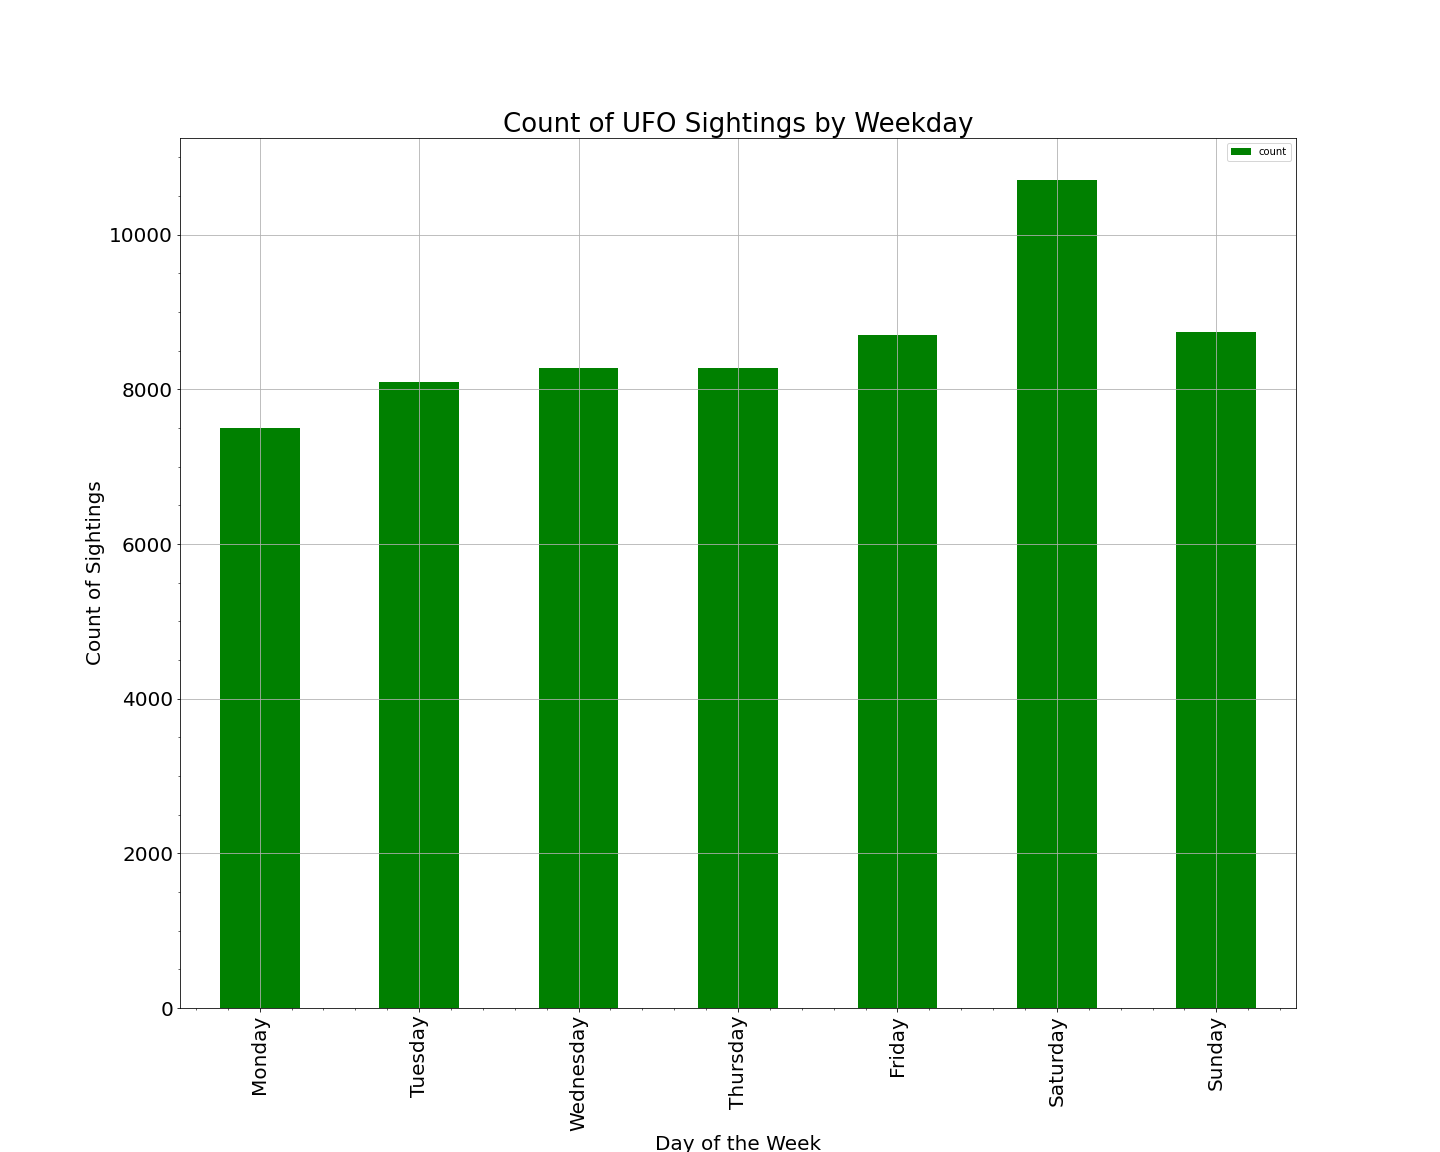 Count of UFO Sightings by Weekday
count
10000
8000
6000
4000
2000
0
Count of Sightings
Monday
Tuesday
Wednesday
Thursday
Friday
Saturday
Sunday
Day of the Week